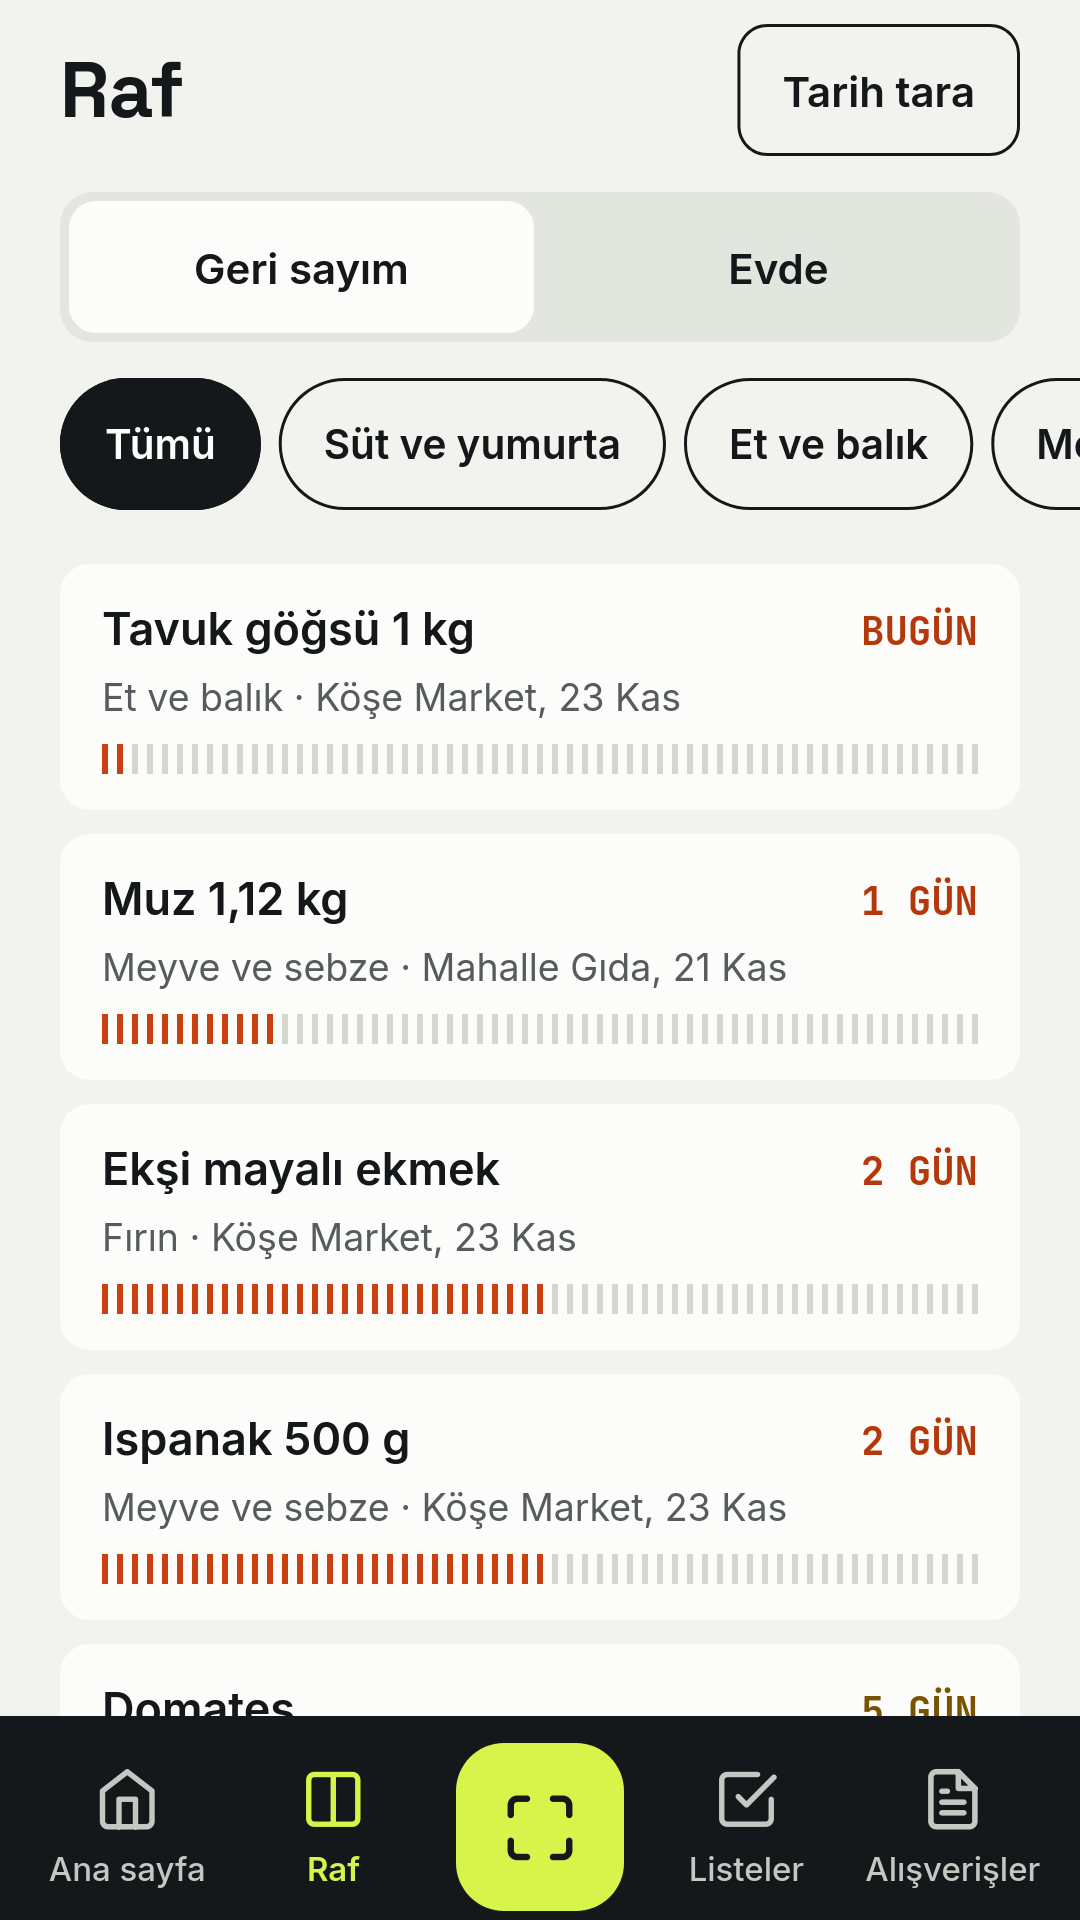 Raf
Tarih tara
Geri sayım
Evde
Tümü
Süt ve yumurta
Et ve balık
Tavuk göğsü 1 kg
BUGÜN
Et ve balık · Köşe Market, 23 Kas
Muz 1,12 kg
1 GÜN
Meyve ve sebze · Mahalle Gıda, 21 Kas
Ekşi mayalı ekmek
2 GÜN
Fırın · Köşe Market, 23 Kas
Ispanak 500 g
2 GÜN
Meyve ve sebze · Köşe Market, 23 Kas
Domates
5 GÜN
Ana sayfa
Raf
Listeler
Alışverişler